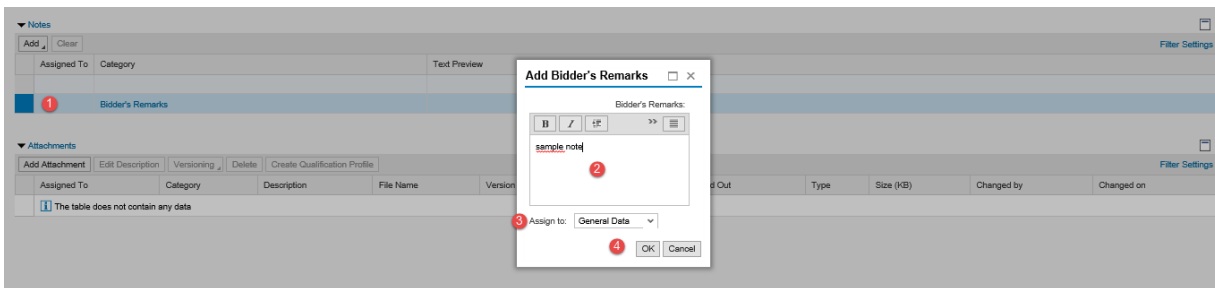 Notes
Add Clear Filter Settings
Assigned To Category Text Preview
1 Bidder's Remarks
Attachments
Add Attachment Edit Description Versioning Delete Create Qualification Profile Filter Settings
Assigned To Category Description File Name Version d Out Type Size (KB) Changed by Changed on
The table does not contain any data
Add Bidder's Remarks
Bidder's Remarks:
B I
sample note
2
3 Assign to: General Data
4 OK Cancel